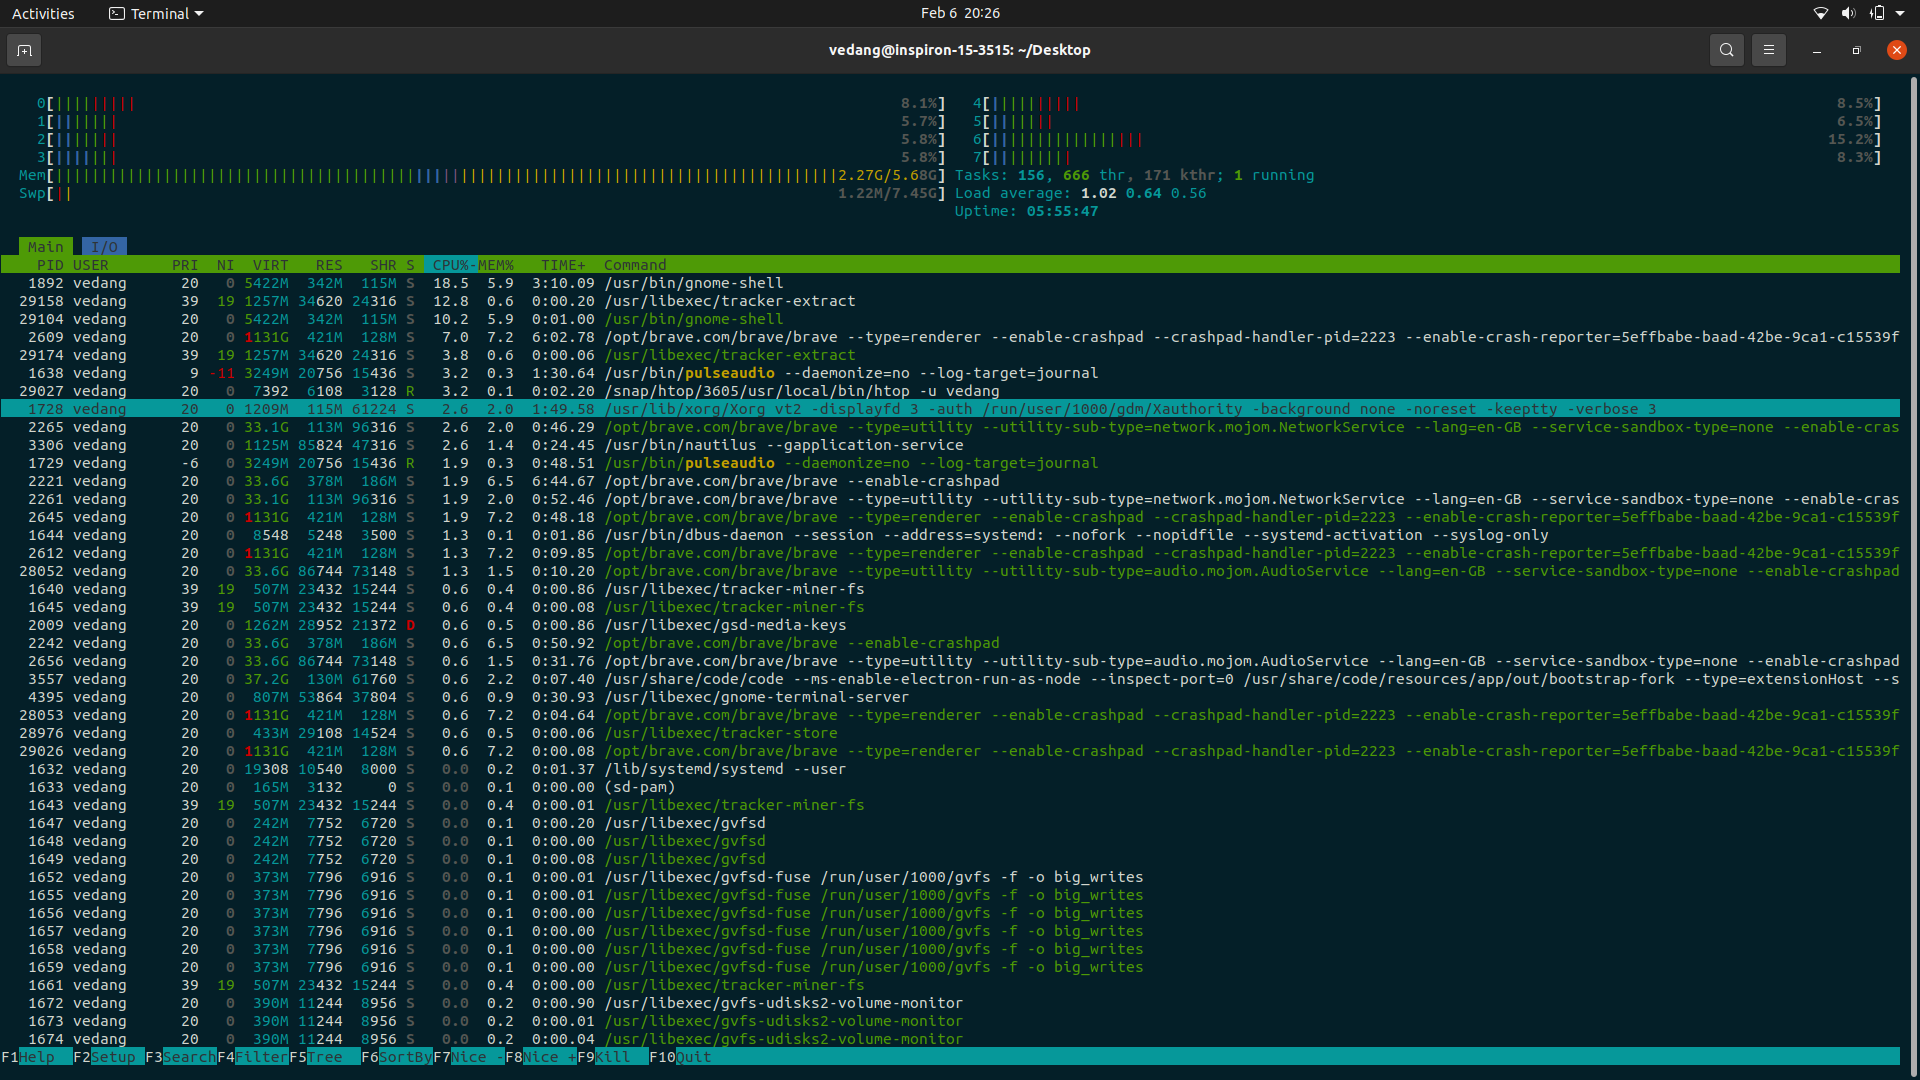 Activities Terminal Feb 6 20:26
vedang@inspiron-15-3515: ~/Desktop
0[|||||||||8.1%] 4[||||||||||8.5%]
1[|||||||5.7%] 5[|||||||6.5%]
2[|||||||5.8%] 6[|||||||||||||||||15.2%]
3[|||||||5.8%] 7[|||||||||8.3%]
Mem[||||||||||||||||||||||||||||||||||||||||||||||||||||||||||||||||||||||||||||||||||||||2.27G/5.68G] Tasks: 156, 666 thr, 171 kthr; 1 running
Swp[||1.22M/7.45G] Load average: 1.02 0.64 0.56
Uptime: 05:55:47
Main I/O
PID USER PRI NI VIRT RES SHR S CPU%-MEM% TIME+ Command
1892 vedang 20 0 5422M 342M 115M S 18.5 5.9 3:10.09 /usr/bin/gnome-shell
29158 vedang 39 19 1257M 34620 24316 S 12.8 0.6 0:00.20 /usr/libexec/tracker-extract
29104 vedang 20 0 5422M 342M 115M S 10.2 5.9 0:01.00 /usr/bin/gnome-shell
2609 vedang 20 0 1131G 421M 128M S 7.0 7.2 6:02.78 /opt/brave.com/brave/brave --type=renderer --enable-crashpad --crashpad-handler-pid=2223 --enable-crash-reporter=5effbabe-baad-42be-9ca1-c15539f
29174 vedang 39 19 1257M 34620 24316 S 3.8 0.6 0:00.06 /usr/libexec/tracker-extract
1638 vedang 9 -11 3249M 20756 15436 S 3.2 0.3 1:30.64 /usr/bin/pulseaudio --daemonize=no --log-target=journal
29027 vedang 20 0 7392 6108 3128 R 3.2 0.1 0:02.20 /snap/htop/3605/usr/local/bin/htop -u vedang
1728 vedang 20 0 1209M 115M 61224 S 2.6 2.0 1:49.58 /usr/lib/xorg/Xorg vt2 -displayfd 3 -auth /run/user/1000/gdm/Xauthority -background none -noreset -keeptty -verbose 3
2265 vedang 20 0 33.1G 113M 96316 S 2.6 2.0 0:46.29 /opt/brave.com/brave/brave --type=utility --utility-sub-type=network.mojom.NetworkService --lang=en-GB --service-sandbox-type=none --enable-cras
3306 vedang 20 0 1125M 85824 47316 S 2.6 1.4 0:24.45 /usr/bin/nautilus --gapplication-service
1729 vedang -6 0 3249M 20756 15436 R 1.9 0.3 0:48.51 /usr/bin/pulseaudio --daemonize=no --log-target=journal
2221 vedang 20 0 33.6G 378M 186M S 1.9 6.5 6:44.67 /opt/brave.com/brave/brave --enable-crashpad
2261 vedang 20 0 33.1G 113M 96316 S 1.9 2.0 0:52.46 /opt/brave.com/brave/brave --type=utility --utility-sub-type=network.mojom.NetworkService --lang=en-GB --service-sandbox-type=none --enable-cras
2645 vedang 20 0 1131G 421M 128M S 1.9 7.2 0:48.18 /opt/brave.com/brave/brave --type=renderer --enable-crashpad --crashpad-handler-pid=2223 --enable-crash-reporter=5effbabe-baad-42be-9ca1-c15539f
1644 vedang 20 0 8548 5248 3500 S 1.3 0.1 0:01.86 /usr/bin/dbus-daemon --session --address=systemd: --nofork --nopidfile --systemd-activation --syslog-only
2612 vedang 20 0 1131G 421M 128M S 1.3 7.2 0:09.85 /opt/brave.com/brave/brave --type=renderer --enable-crashpad --crashpad-handler-pid=2223 --enable-crash-reporter=5effbabe-baad-42be-9ca1-c15539f
28052 vedang 20 0 33.6G 86744 73148 S 1.3 1.5 0:10.20 /opt/brave.com/brave/brave --type=utility --utility-sub-type=audio.mojom.AudioService --lang=en-GB --service-sandbox-type=none --enable-crashpad
1640 vedang 39 19 507M 23432 15244 S 0.6 0.4 0:00.86 /usr/libexec/tracker-miner-fs
1645 vedang 39 19 507M 23432 15244 S 0.6 0.4 0:00.08 /usr/libexec/tracker-miner-fs
2009 vedang 20 0 1262M 28952 21372 D 0.6 0.5 0:00.86 /usr/libexec/gsd-media-keys
2242 vedang 20 0 33.6G 378M 186M S 0.6 6.5 0:50.92 /opt/brave.com/brave/brave --enable-crashpad
2656 vedang 20 0 33.6G 86744 73148 S 0.6 1.5 0:31.76 /opt/brave.com/brave/brave --type=utility --utility-sub-type=audio.mojom.AudioService --lang=en-GB --service-sandbox-type=none --enable-crashpad
3557 vedang 20 0 37.2G 130M 61760 S 0.6 2.2 0:07.40 /usr/share/code/code --ms-enable-electron-run-as-node --inspect-port=0 /usr/share/code/resources/app/out/bootstrap-fork --type=extensionHost --s
4395 vedang 20 0 807M 53864 37804 S 0.6 0.9 0:30.93 /usr/libexec/gnome-terminal-server
28053 vedang 20 0 1131G 421M 128M S 0.6 7.2 0:04.64 /opt/brave.com/brave/brave --type=renderer --enable-crashpad --crashpad-handler-pid=2223 --enable-crash-reporter=5effbabe-baad-42be-9ca1-c15539f
28976 vedang 20 0 433M 29108 14524 S 0.6 0.5 0:00.06 /usr/libexec/tracker-store
29026 vedang 20 0 1131G 421M 128M S 0.6 7.2 0:00.08 /opt/brave.com/brave/brave --type=renderer --enable-crashpad --crashpad-handler-pid=2223 --enable-crash-reporter=5effbabe-baad-42be-9ca1-c15539f
1632 vedang 20 0 19308 10540 8000 S 0.0 0.2 0:01.37 /lib/systemd/systemd --user
1633 vedang 20 0 165M 3132 0 S 0.0 0.1 0:00.00 (sd-pam)
1643 vedang 39 19 507M 23432 15244 S 0.0 0.4 0:00.01 /usr/libexec/tracker-miner-fs
1647 vedang 20 0 242M 7752 6720 S 0.0 0.1 0:00.20 /usr/libexec/gvfsd
1648 vedang 20 0 242M 7752 6720 S 0.0 0.1 0:00.00 /usr/libexec/gvfsd
1649 vedang 20 0 242M 7752 6720 S 0.0 0.1 0:00.08 /usr/libexec/gvfsd
1652 vedang 20 0 373M 7796 6916 S 0.0 0.1 0:00.01 /usr/libexec/gvfsd-fuse /run/user/1000/gvfs -f -o big_writes
1655 vedang 20 0 373M 7796 6916 S 0.0 0.1 0:00.01 /usr/libexec/gvfsd-fuse /run/user/1000/gvfs -f -o big_writes
1656 vedang 20 0 373M 7796 6916 S 0.0 0.1 0:00.00 /usr/libexec/gvfsd-fuse /run/user/1000/gvfs -f -o big_writes
1657 vedang 20 0 373M 7796 6916 S 0.0 0.1 0:00.00 /usr/libexec/gvfsd-fuse /run/user/1000/gvfs -f -o big_writes
1658 vedang 20 0 373M 7796 6916 S 0.0 0.1 0:00.00 /usr/libexec/gvfsd-fuse /run/user/1000/gvfs -f -o big_writes
1659 vedang 20 0 373M 7796 6916 S 0.0 0.1 0:00.00 /usr/libexec/gvfsd-fuse /run/user/1000/gvfs -f -o big_writes
1661 vedang 39 19 507M 23432 15244 S 0.0 0.4 0:00.00 /usr/libexec/tracker-miner-fs
1672 vedang 20 0 390M 11244 8956 S 0.0 0.2 0:00.90 /usr/libexec/gvfs-udisks2-volume-monitor
1673 vedang 20 0 390M 11244 8956 S 0.0 0.2 0:00.01 /usr/libexec/gvfs-udisks2-volume-monitor
1674 vedang 20 0 390M 11244 8956 S 0.0 0.2 0:00.04 /usr/libexec/gvfs-udisks2-volume-monitor
F1Help F2Setup F3SearchF4FilterF5Tree F6SortByF7Nice -F8Nice +F9Kill F10Quit